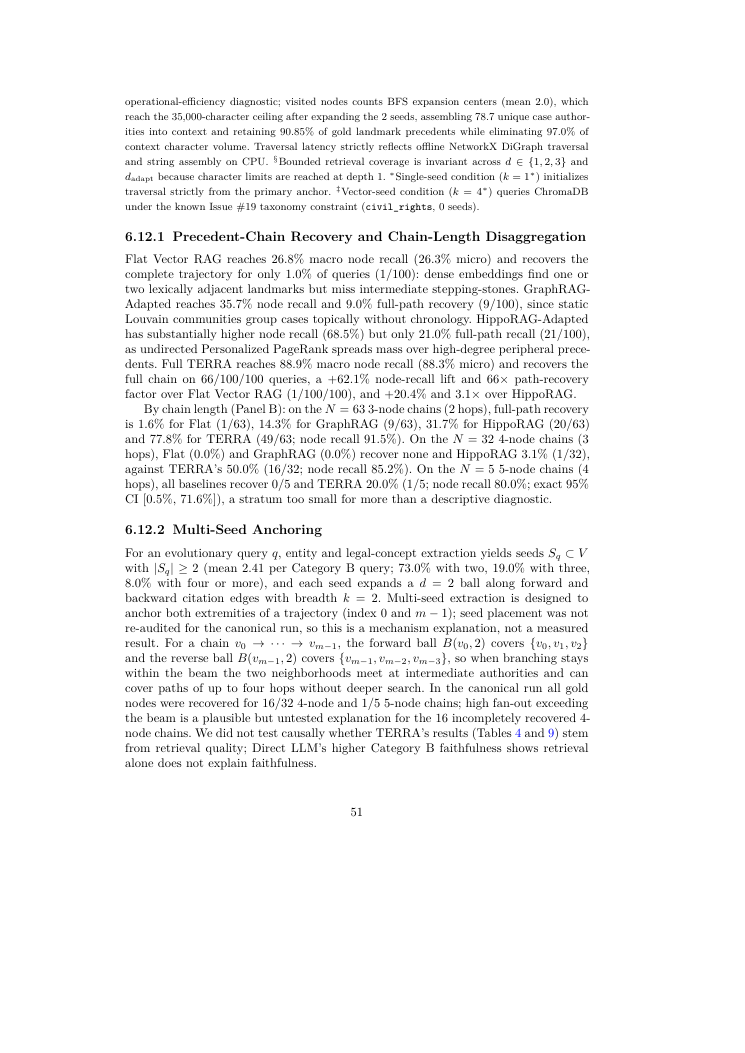 operational-efficiency diagnostic; visited nodes counts BFS expansion centers (mean 2.0), which
reach the 35,000-character ceiling after expanding the 2 seeds, assembling 78.7 unique case author-
ities into context and retaining 90.85% of gold landmark precedents while eliminating 97.0% of
context character volume. Traversal latency strictly reflects offline NetworkX DiGraph traversal
and string assembly on CPU. §Bounded retrieval coverage is invariant across d ∈ {1, 2, 3} and
d_adapt because character limits are reached at depth 1. *Single-seed condition (k = 1*) initializes
traversal strictly from the primary anchor. ‡Vector-seed condition (k = 4*) queries ChromaDB
under the known Issue #19 taxonomy constraint (civil_rights, 0 seeds).
6.12.1 Precedent-Chain Recovery and Chain-Length Disaggregation
Flat Vector RAG reaches 26.8% macro node recall (26.3% micro) and recovers the
complete trajectory for only 1.0% of queries (1/100): dense embeddings find one or
two lexically adjacent landmarks but miss intermediate stepping-stones. GraphRAG-
Adapted reaches 35.7% node recall and 9.0% full-path recovery (9/100), since static
Louvain communities group cases topically without chronology. HippoRAG-Adapted
has substantially higher node recall (68.5%) but only 21.0% full-path recall (21/100),
as undirected Personalized PageRank spreads mass over high-degree peripheral prece-
dents. Full TERRA reaches 88.9% macro node recall (88.3% micro) and recovers the
full chain on 66/100/100 queries, a +62.1% node-recall lift and 66× path-recovery
factor over Flat Vector RAG (1/100/100), and +20.4% and 3.1× over HippoRAG.
By chain length (Panel B): on the N = 63 3-node chains (2 hops), full-path recovery
is 1.6% for Flat (1/63), 14.3% for GraphRAG (9/63), 31.7% for HippoRAG (20/63)
and 77.8% for TERRA (49/63; node recall 91.5%). On the N = 32 4-node chains (3
hops), Flat (0.0%) and GraphRAG (0.0%) recover none and HippoRAG 3.1% (1/32),
against TERRA's 50.0% (16/32; node recall 85.2%). On the N = 5 5-node chains (4
hops), all baselines recover 0/5 and TERRA 20.0% (1/5; node recall 80.0%; exact 95%
CI [0.5%, 71.6%]), a stratum too small for more than a descriptive diagnostic.
6.12.2 Multi-Seed Anchoring
For an evolutionary query q, entity and legal-concept extraction yields seeds S_q ⊂ V
with |S_q| ≥ 2 (mean 2.41 per Category B query; 73.0% with two, 19.0% with three,
8.0% with four or more), and each seed expands a d = 2 ball along forward and
backward citation edges with breadth k = 2. Multi-seed extraction is designed to
anchor both extremities of a trajectory (index 0 and m − 1); seed placement was not
re-audited for the canonical run, so this is a mechanism explanation, not a measured
result. For a chain v_0 → ⋯ → v_{m−1}, the forward ball B(v_0, 2) covers {v_0, v_1, v_2}
and the reverse ball B(v_{m−1}, 2) covers {v_{m−1}, v_{m−2}, v_{m−3}}, so when branching stays
within the beam the two neighborhoods meet at intermediate authorities and can
cover paths of up to four hops without deeper search. In the canonical run all gold
nodes were recovered for 16/32 4-node and 1/5 5-node chains; high fan-out exceeding
the beam is a plausible but untested explanation for the 16 incompletely recovered 4-
node chains. We did not test causally whether TERRA's results (Tables 4 and 9) stem
from retrieval quality; Direct LLM's higher Category B faithfulness shows retrieval
alone does not explain faithfulness.
51